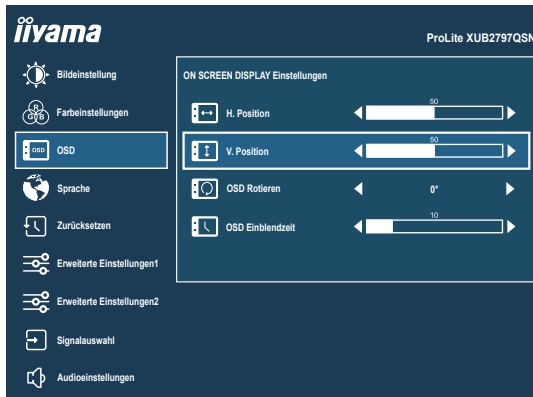 iiyama
ProLite XUB2797QSN
Bildeinstellung
Farbeinstellungen
R
G B
OSD
OSD
Sprache
Zurücksetzen
Erweiterte Einstellungen1
Erweiterte Einstellungen2
Signalauswahl
Audioeinstellungen
ON SCREEN DISPLAY Einstellungen
H. Position
50
V. Position
50
OSD Rotieren
0°
OSD Einblendzeit
10